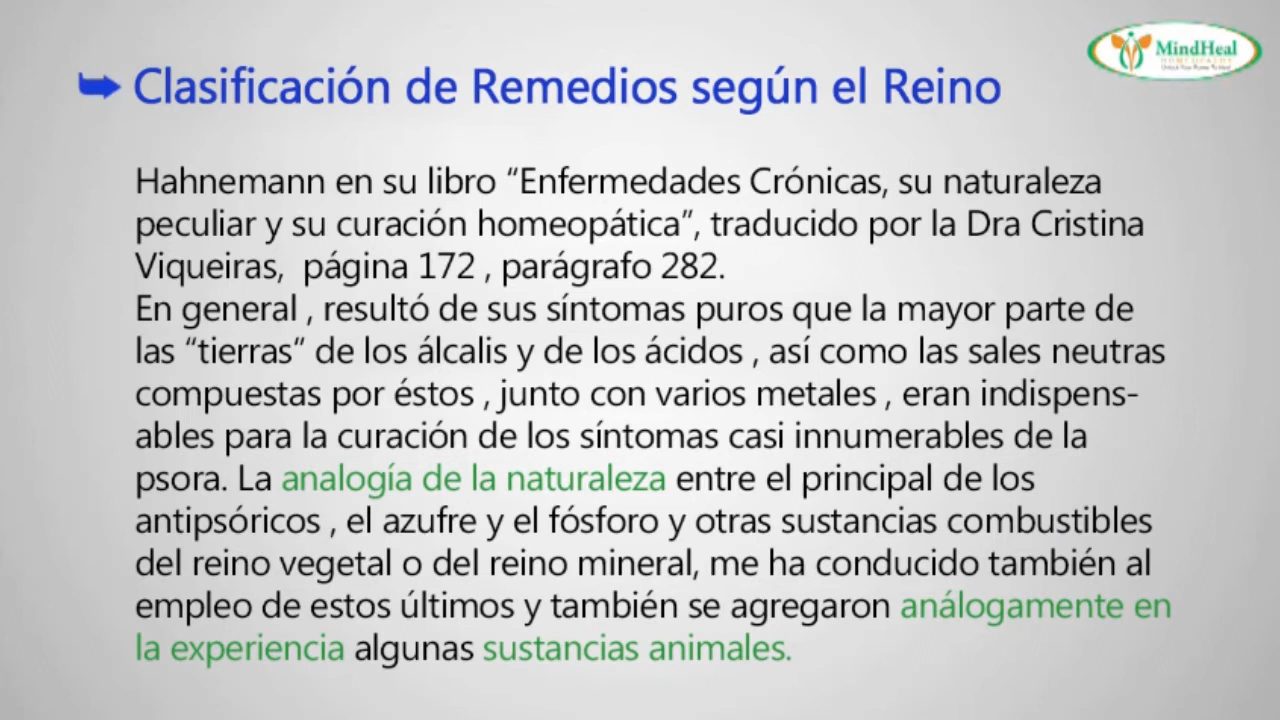 MindHeal
HOMEOPATHY
Clasificación de Remedios según el Reino
Hahnemann en su libro “Enfermedades Crónicas, su naturaleza
peculiar y su curación homeopática”, traducido por la Dra Cristina
Viqueiras,  página 172 , parágrafo 282.
En general , resultó de sus síntomas puros que la mayor parte de
las “tierras” de los álcalis y de los ácidos , así como las sales neutras
compuestas por éstos , junto con varios metales , eran indispens-
ables para la curación de los síntomas casi innumerables de la
psora. La analogía de la naturaleza entre el principal de los
antipsóricos , el azufre y el fósforo y otras sustancias combustibles
del reino vegetal o del reino mineral, me ha conducido también al
empleo de estos últimos y también se agregaron análogamente en
la experiencia algunas sustancias animales.